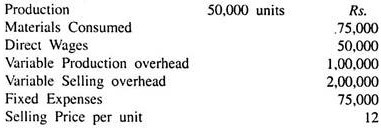 Production 50,000 units Rs.
Materials Consumed .75,000
Direct Wages 50,000
Variable Production overhead 1,00,000
Variable Selling overhead 2,00,000
Fixed Expenses 75,000
Selling Price per unit 12